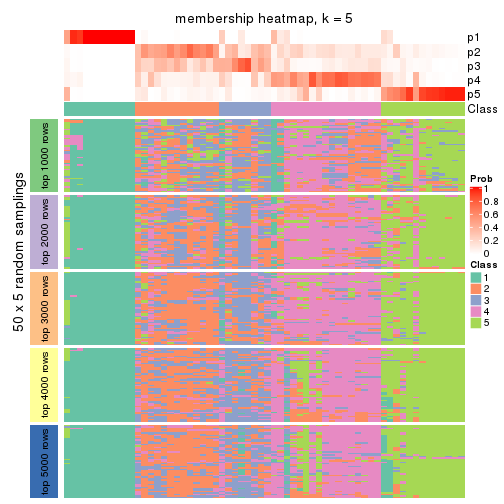 membership heatmap, k = 5
p1
p2
p3
p4
p5
Class
50 x 5 random samplings
top 1000 rows
top 2000 rows
top 3000 rows
top 4000 rows
top 5000 rows
Prob
1
0.8
0.6
0.4
0.2
0
Class
1
2
3
4
5